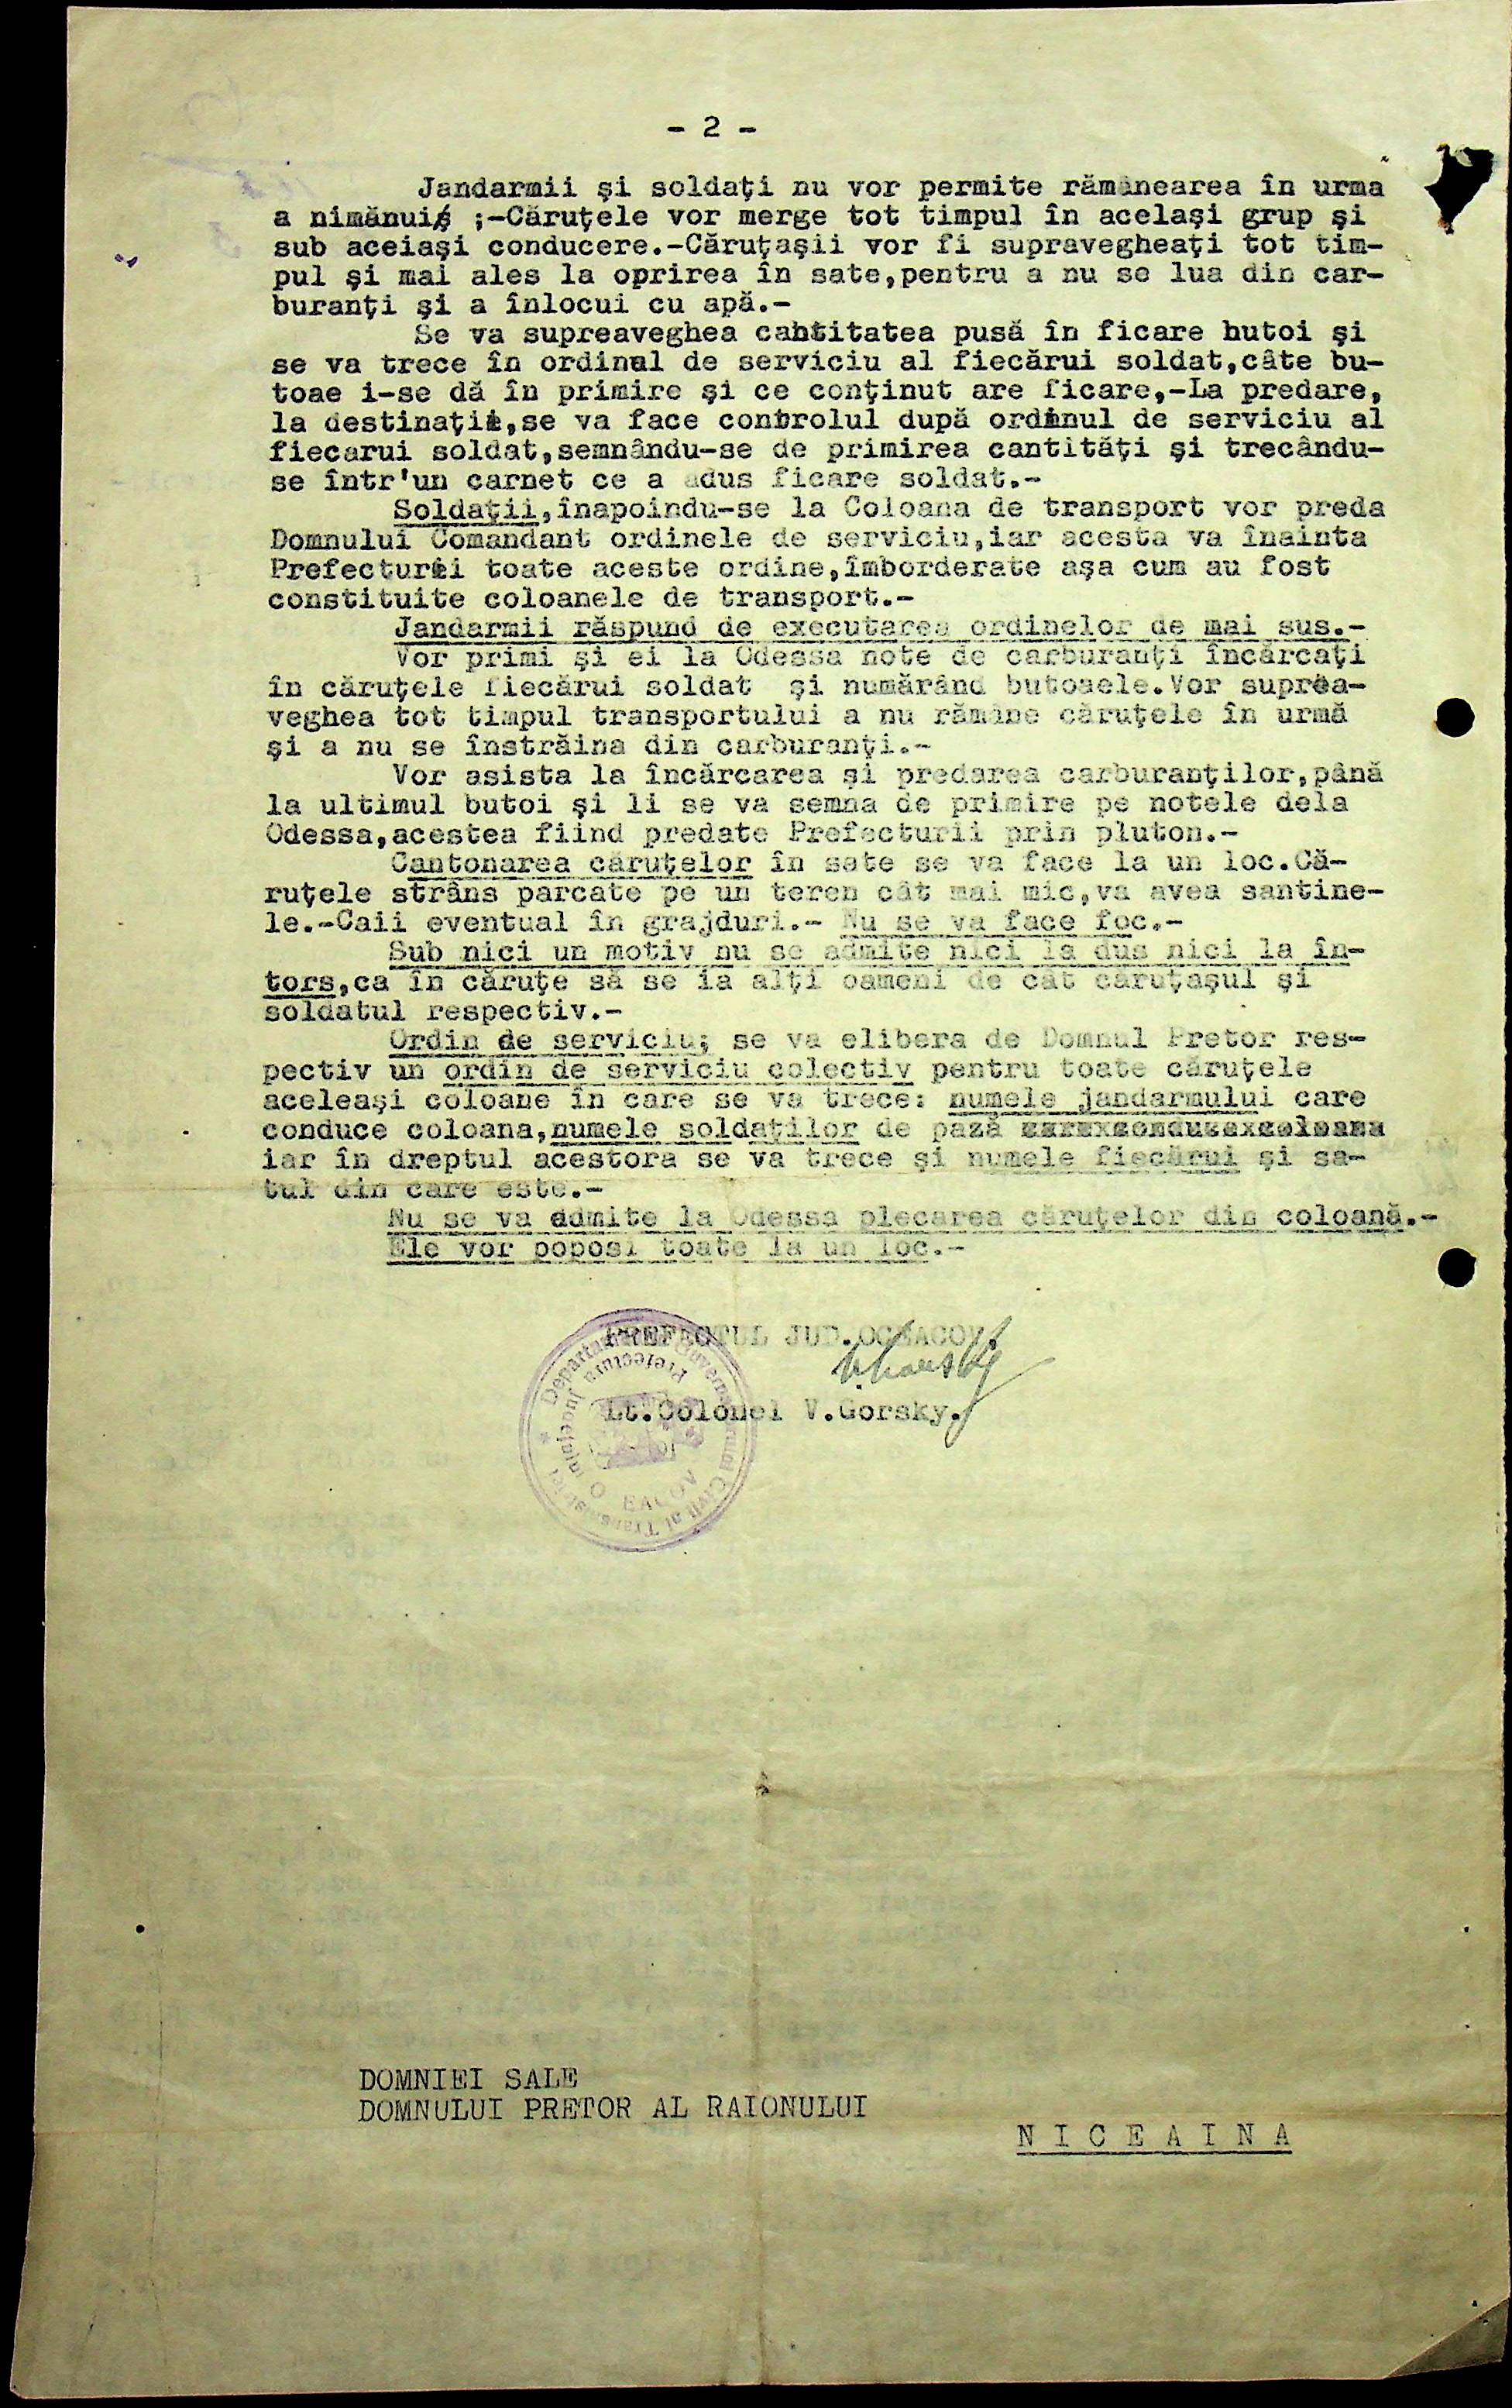 - 2 -
Jandarmii şi soldaţi nu vor permite rămânearea în urma
a nimănui ;-Căruţele vor merge tot timpul în acelaşi grup şi
sub aceiaşi conducere.-Căruţaşii vor fi supravegheaţi tot tim-
pul şi mai ales la oprirea în sate,pentru a nu se lua din car-
buranţi şi a înlocui cu apă.-
Se va supreaveghea cantitatea pusă în ficare butoi şi
se va trece în ordinul de serviciu al fiecărui soldat,câte bu-
toae i-se dă în primire şi ce conţinut are ficare,-La predare,
la destinaţie,se va face controlul după ordinul de serviciu al
fiecarui soldat,semnându-se de primirea cantităţi şi trecându-
se într'un carnet ce a adus ficare soldat.-
Soldaţii,înapoindu-se la Coloana de transport vor preda
Domnului Comandant ordinele de serviciu,iar acesta va înainta
Prefecturii toate aceste ordine,îmborderate aşa cum au fost
constituite coloanele de transport.-
Jandarmii răspund de executarea ordinelor de mai sus.-
Vor primi şi ei la Odessa note de carburanţi încărcaţi
în căruţele fiecărui soldat şi numărând butoaele.Vor suprea-
veghea tot timpul transportului a nu rămâne căruţele în urmă
şi a nu se înstrăina din carburanţi.-
Vor asista la încărcarea şi predarea carburanţilor,până
la ultimul butoi şi li se va semna de primire pe notele dela
Odessa,acestea fiind predate Prefecturii prin pluton.-
Cantonarea căruţelor în sate se va face la un loc.Că-
ruţele strâns parcate pe un teren cât mai mic,va avea santine-
le.-Caii eventual în grajduri.- Nu se va face foc.-
Sub nici un motiv nu se admite nici la dus nici la în-
tors,ca în căruţe să se ia alţi oameni de cât căruţaşul şi
soldatul respectiv.-
Ordin de serviciu; se va elibera de Domnul Pretor res-
pectiv un ordin de serviciu colectiv pentru toate căruţele
aceleaşi coloane în care se va trece: numele jandarmului care
conduce coloana,numele soldaţilor de pază
iar în dreptul acestora se va trece şi numele fiecărui şi sa-
tul din care este.-
Nu se va admite la Odessa plecarea căruţelor din coloană.-
Ele vor poposi toate la un loc.-
PREFECTUL JUD.OCEACOV,
Lt.Colonel V.Gorsky.
DOMNIEI SALE
DOMNULUI PRETOR AL RAIONULUI
N I C E A I N A